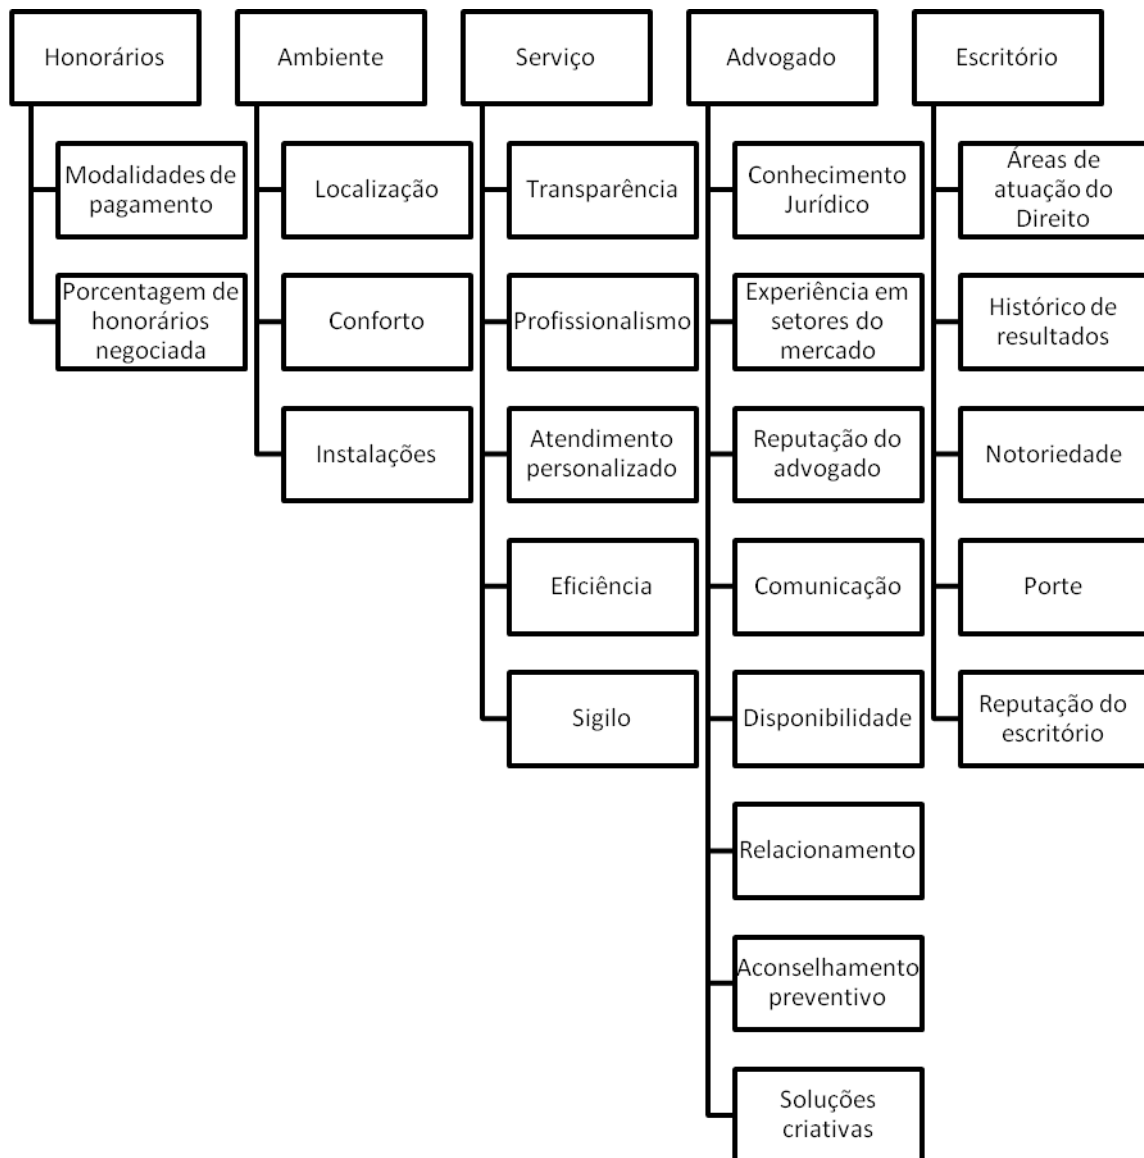 Honorários
Modalidades de
pagamento
Porcentagem de
honorários
negociada
Ambiente
Localização
Conforto
Instalações
Serviço
Transparência
Profissionalismo
Atendimento
personalizado
Eficiência
Sigilo
Advogado
Conhecimento
Jurídico
Experiência em
setores do
mercado
Reputação do
advogado
Comunicação
Disponibilidade
Relacionamento
Aconselhamento
preventivo
Soluções
criativas
Escritório
Áreas de
atuação do
Direito
Histórico de
resultados
Notoriedade
Porte
Reputação do
escritório